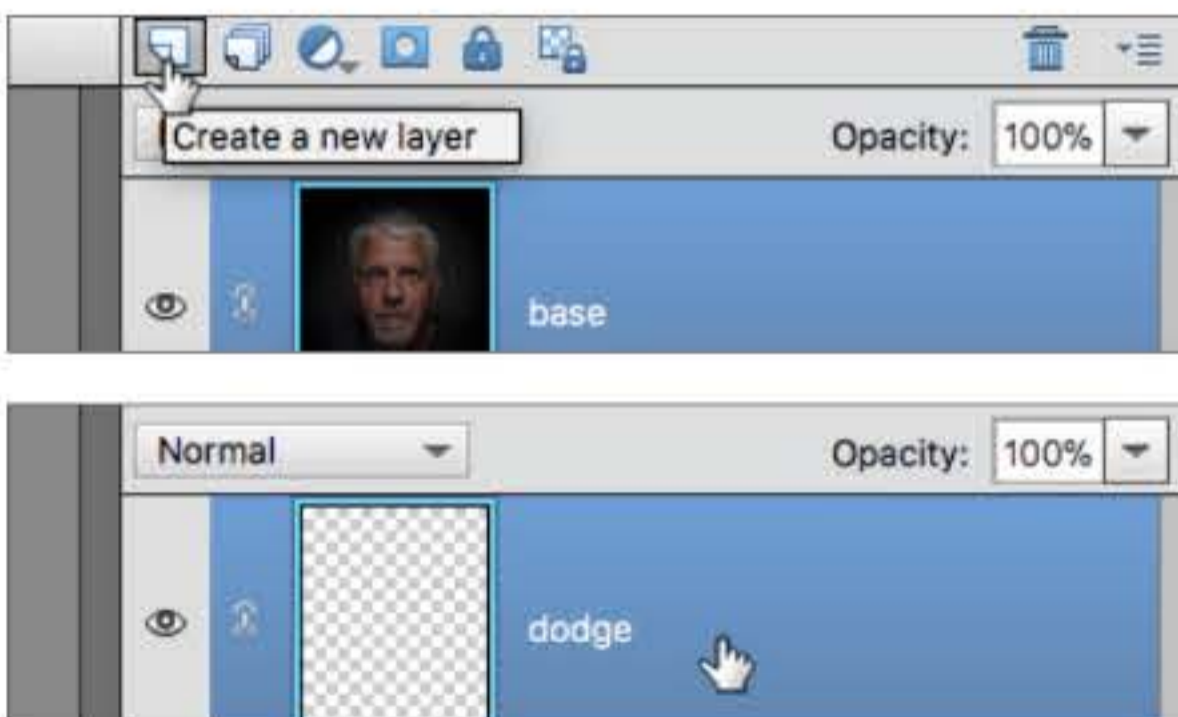 Create a new layer
Opacity: 100%
base
Normal
Opacity: 100%
dodge